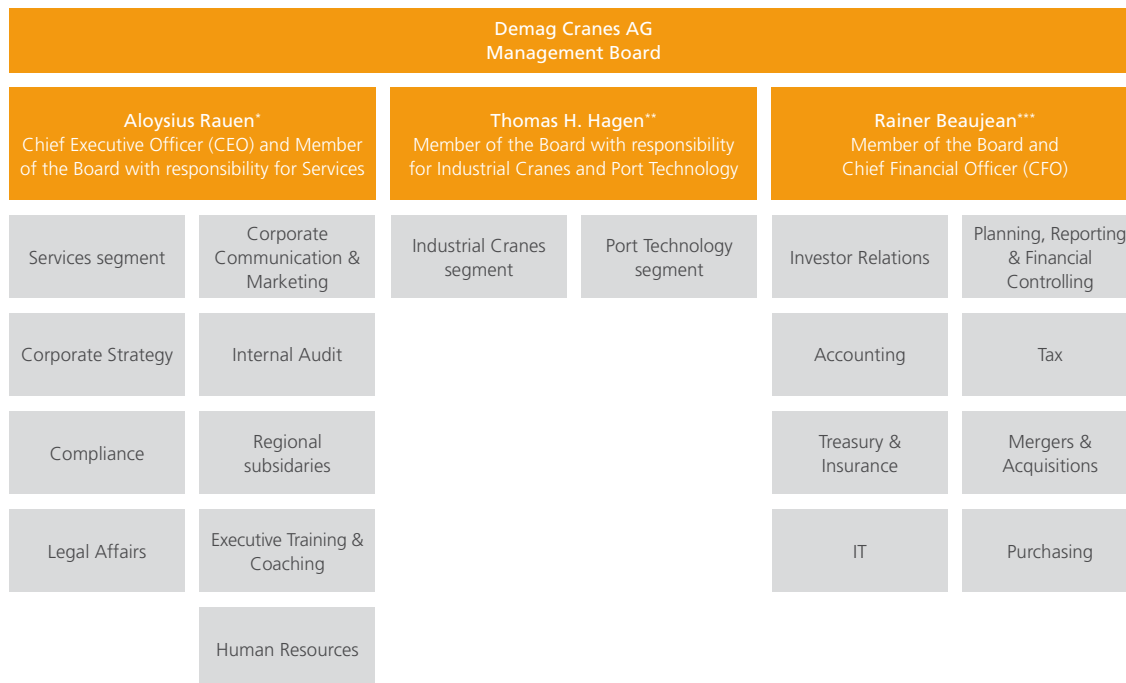 Demag Cranes AG
Management Board
Aloysius Rauen*
Chief Executive Officer (CEO) and Member
of the Board with responsibility for Services
Thomas H. Hagen**
Member of the Board with responsibility
for Industrial Cranes and Port Technology
Rainer Beaujean***
Member of the Board and
Chief Financial Officer (CFO)
Services segment
Corporate
Communication &
Marketing
Industrial Cranes
segment
Port Technology
segment
Investor Relations
Planning, Reporting
& Financial
Controlling
Corporate Strategy
Internal Audit
Accounting
Tax
Compliance
Regional
subsidaries
Treasury &
Insurance
Mergers &
Acquisitions
Legal Affairs
Executive Training &
Coaching
IT
Purchasing
Human Resources